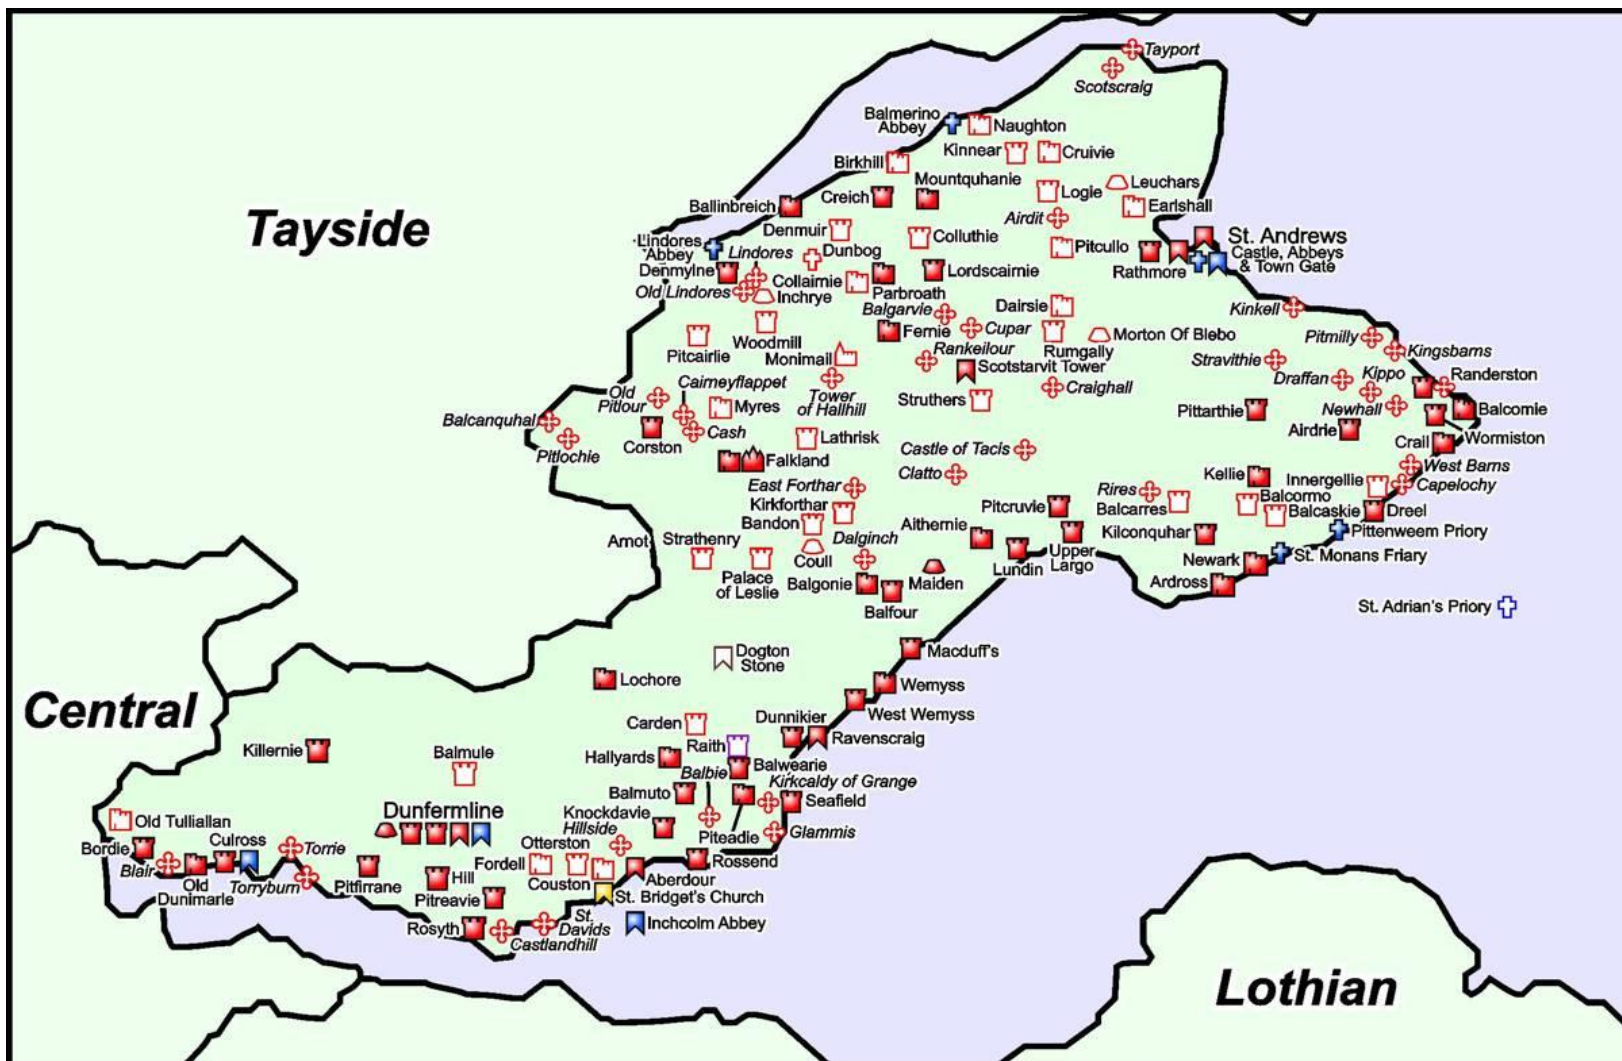 Tayport
Scotscraig
Balmerino
Abbey
Naughton
Kinnear
Cruivie
Birkhill
Mountquhanie
Leuchars
Creich
Logie
Ballinbreich
Earlshall
Airdit
Tayside
Denmuir
Colluthie
Pitcullo
St. Andrews
Castle, Abbeys
& Town Gate
Lindores
Abbey
Lindores
Dunbog
Rathmore
Denmylne
Collairnie
Lordscairnie
Old Lindores
Inchrye
Parbroath
Balgarvie
Dairsie
Kinkell
Fernie
Cupar
Morton Of Blebo
Pitmilly
Woodmill
Pitcairlie
Monimail
Rankeilour
Rumgally
Kingsbarns
Scotstarvit Tower
Stravithie
Draffan
Kippo
Randerston
Cairneyflappet
Craighall
Old
Pitlour
Myres
Tower
of Hallhill
Struthers
Pittarthie
Newhall
Balcomie
Balcanquhal
Cash
Airdrie
Pitlochie
Corston
Lathrisk
Crail
Wormiston
Castle of Tacis
Falkland
West Barns
Clatto
Kellie
Innergellie
Capelochy
East Forthar
Rires
Balcormo
Kirkforthar
Pitcruvie
Balcarres
Balcaskie
Dreel
Bandon
Aithernie
Kilconquhar
Pittenweem Priory
Arnot
Strathenry
Dalginch
Upper
Largo
St. Monans Friary
Coull
Lundin
Newark
Palace
of Leslie
Balgonie
Maiden
Ardross
Balfour
St. Adrian's Priory
Dogton
Stone
Macduff's
Lochore
Wemyss
Central
West Wemyss
Carden
Dunnikier
Ravenscraig
Killernie
Raith
Balmule
Hallyards
Balwearie
Balbie
Kirkcaldy of Grange
Balmuto
Seafield
Dunfermline
Knockdavie
Old Tulliallan
Hillside
Glammis
Culross
Piteadie
Bordie
Torrie
Otterston
Rossend
Blair
Fordell
Old
Dunimarle
Torryburn
Pitfirrane
Hill
Couston
Aberdour
Pitreavie
St. Bridget's Church
Rosyth
St.
Davids
Inchcolm Abbey
Castlandhill
Lothian